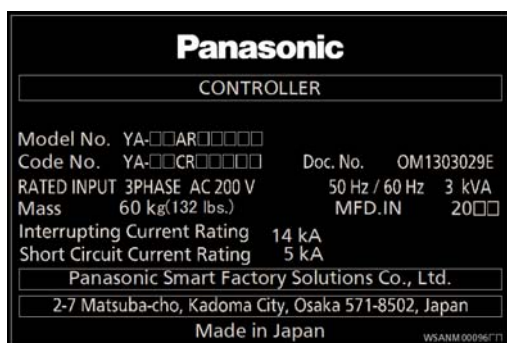 Panasonic
CONTROLLER
Model No. YA-□□AR□□□□□
Code No. YA-□□CR□□□□□ Doc. No. OM1303029E
RATED INPUT 3PHASE AC 200 V 50 Hz / 60 Hz 3 kVA
Mass 60 kg(132 lbs.) MFD.IN 20□□
Interrupting Current Rating 14 kA
Short Circuit Current Rating 5 kA
Panasonic Smart Factory Solutions Co., Ltd.
2-7 Matsuba-cho, Kadoma City, Osaka 571-8502, Japan
Made in Japan WSANM00096□□